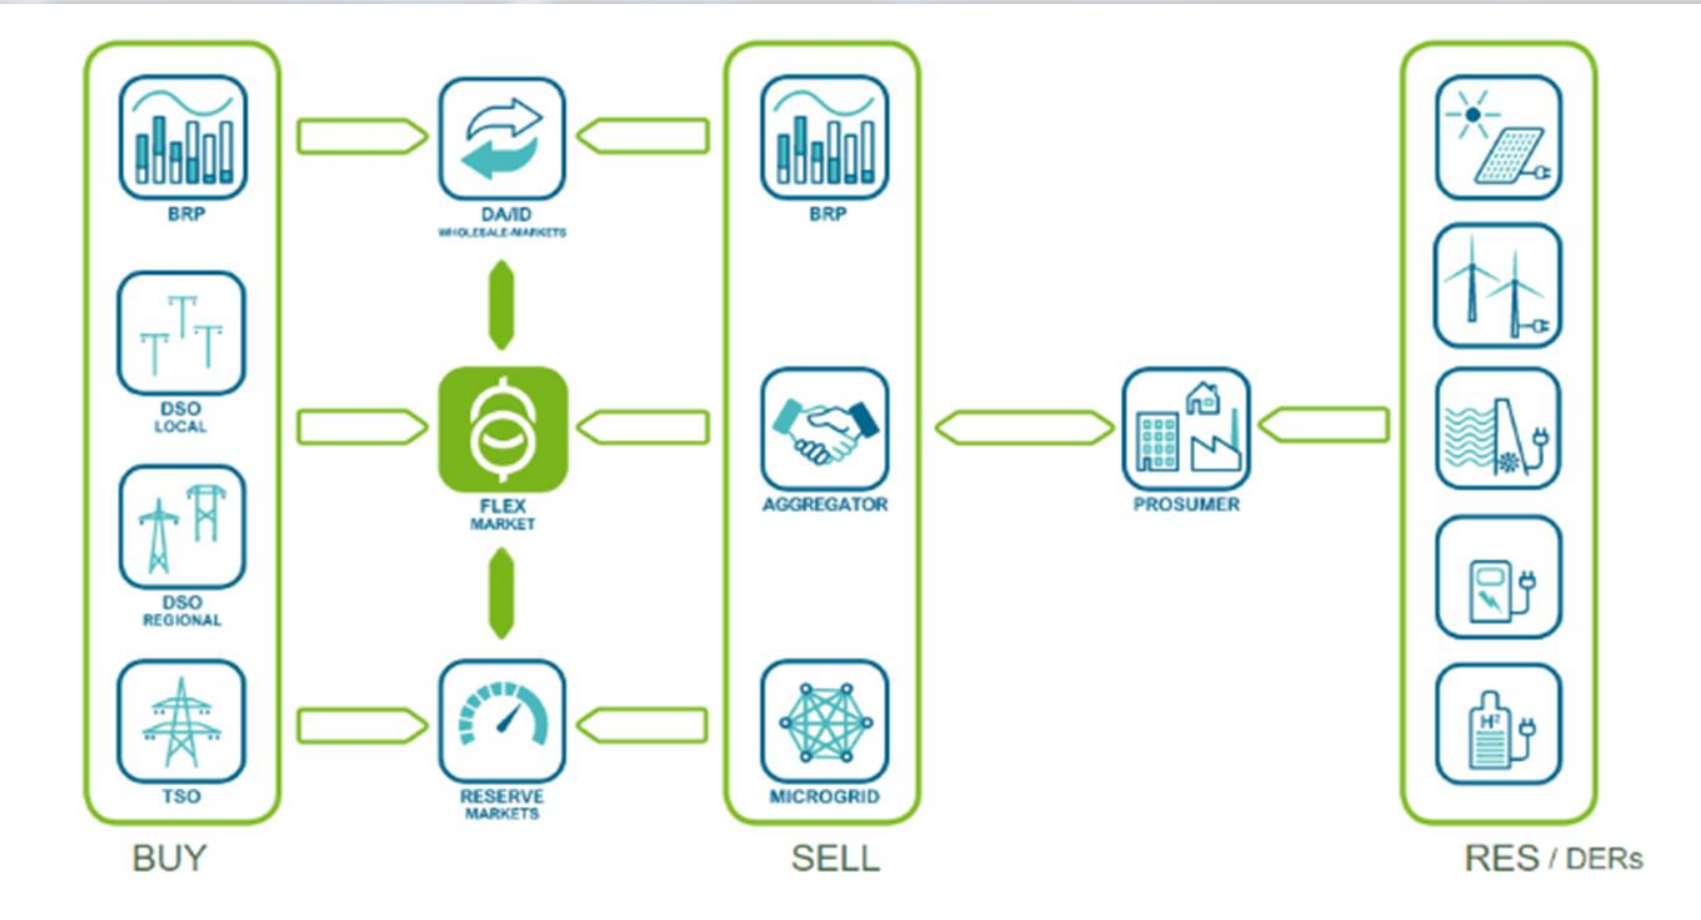 BRP
DA/ID
WHOLESALE-MARKETS
BRP
DSO
LOCAL
FLEX
MARKET
AGGREGATOR
PROSUMER
DSO
REGIONAL
TSO
RESERVE
MARKETS
MICROGRID
H²
BUY
SELL
RES / DERs